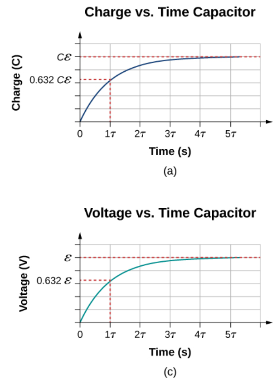 Charge vs. Time Capacitor
Charge (C)
Cℰ
0.632 Cℰ
0 1τ 2τ 3τ 4τ 5τ
Time (s)
(a)
Voltage vs. Time Capacitor
Voltage (V)
ℰ
0.632 ℰ
0 1τ 2τ 3τ 4τ 5τ
Time (s)
(c)